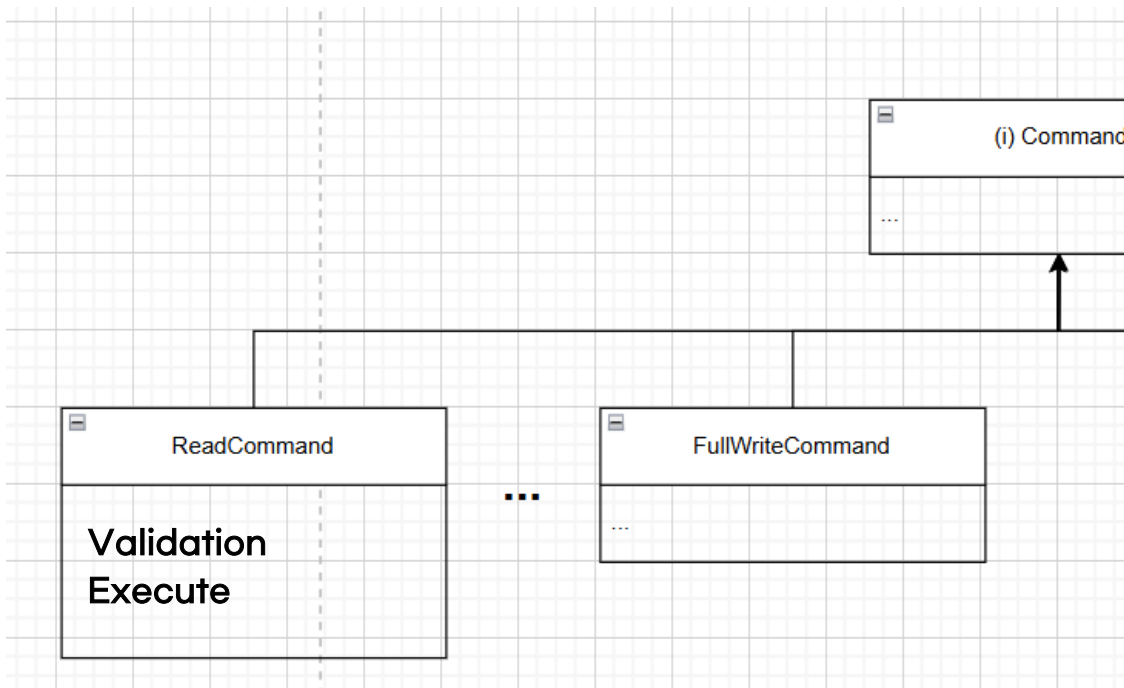 (i) Command
...
ReadCommand
Validation
Execute
...
FullWriteCommand
...